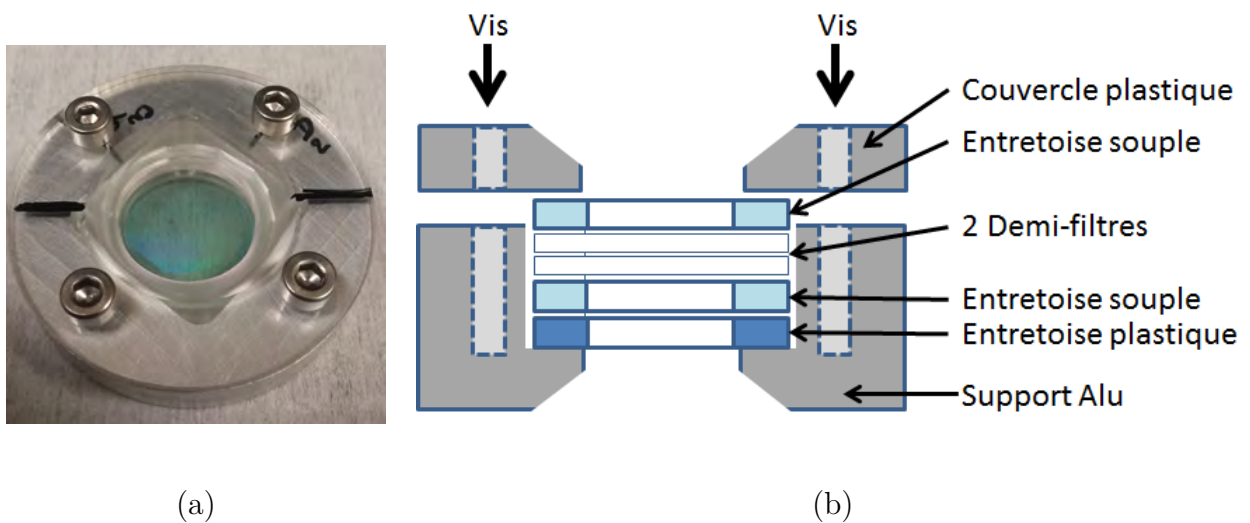 Vis
Vis
Couvercle plastique
Entretoise souple
2 Demi-filtres
Entretoise souple
Entretoise plastique
Support Alu
(a)
(b)